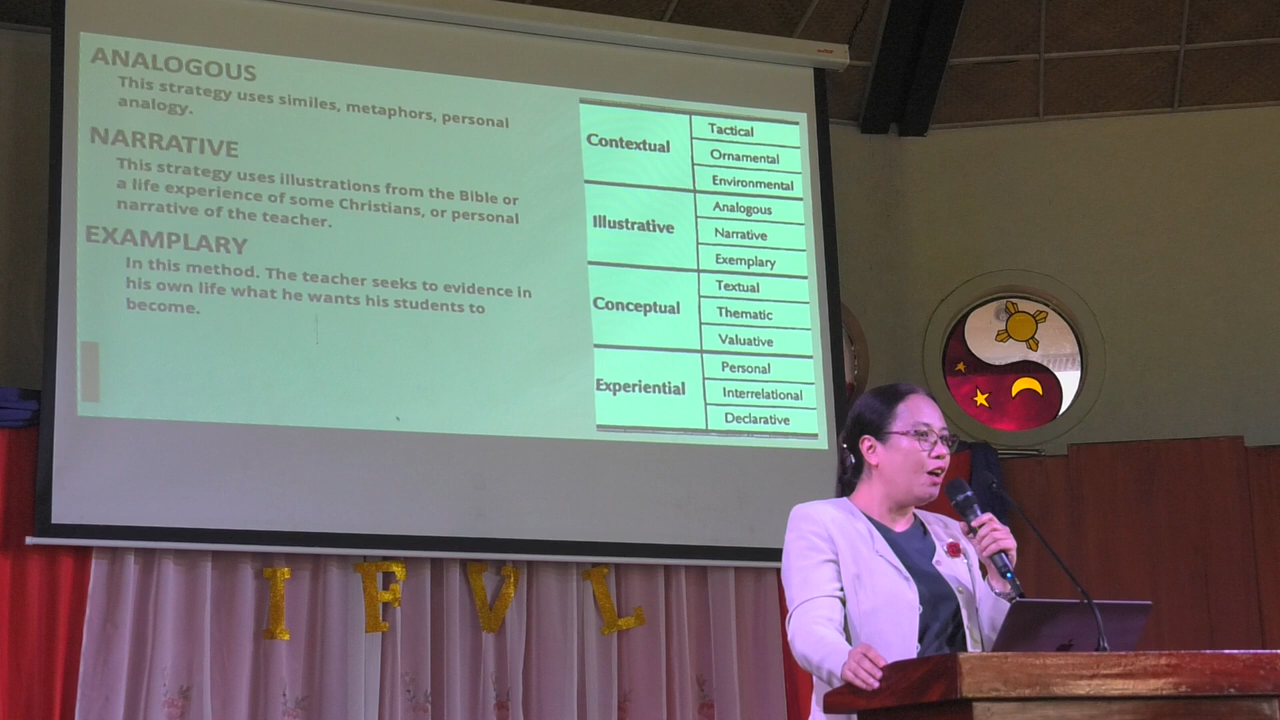 ANALOGOUS
This strategy uses similes, metaphors, personal
analogy.
NARRATIVE
This strategy uses illustrations from the Bible or
a life experience of some Christians, or personal
narrative of the teacher.
EXAMPLARY
In this method. The teacher seeks to evidence in
his own life what he wants his students to
become.
Contextual
Tactical
Ornamental
Environmental
Illustrative
Analogous
Narrative
Exemplary
Conceptual
Textual
Thematic
Valuative
Experiential
Personal
Interrelational
Declarative
I F V L